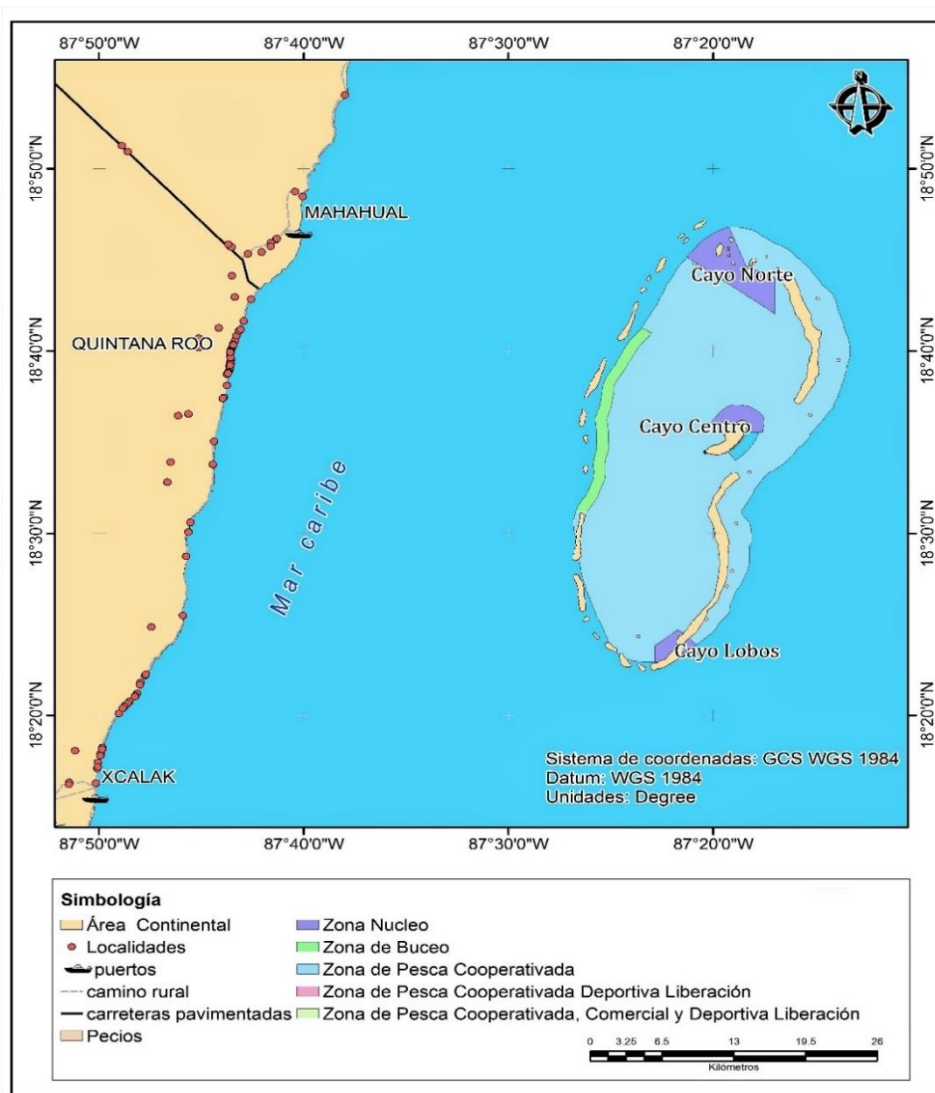 87°50'0"W 87°40'0"W 87°30'0"W 87°20'0"W
18°50'0"N 18°50'0"N
MAHAHUAL
Cayo Norte
QUINTANA ROO
18°40'0"N 18°40'0"N
Cayo Centro
Mar caribe
18°30'0"N 18°30'0"N
Cayo Lobos
18°20'0"N 18°20'0"N
XCALAK
Sistema de coordenadas: GCS WGS 1984
Datum: WGS 1984
Unidades: Degree
87°50'0"W 87°40'0"W 87°30'0"W 87°20'0"W
Simbología
Área Continental
Localidades
puertos
camino rural
carreteras pavimentadas
Pecios
Zona Nucleo
Zona de Buceo
Zona de Pesca Cooperativada
Zona de Pesca Cooperativada Deportiva Liberación
Zona de Pesca Cooperativada, Comercial y Deportiva Liberación
0 3.25 6.5 13 19.5 26
Kilómetros